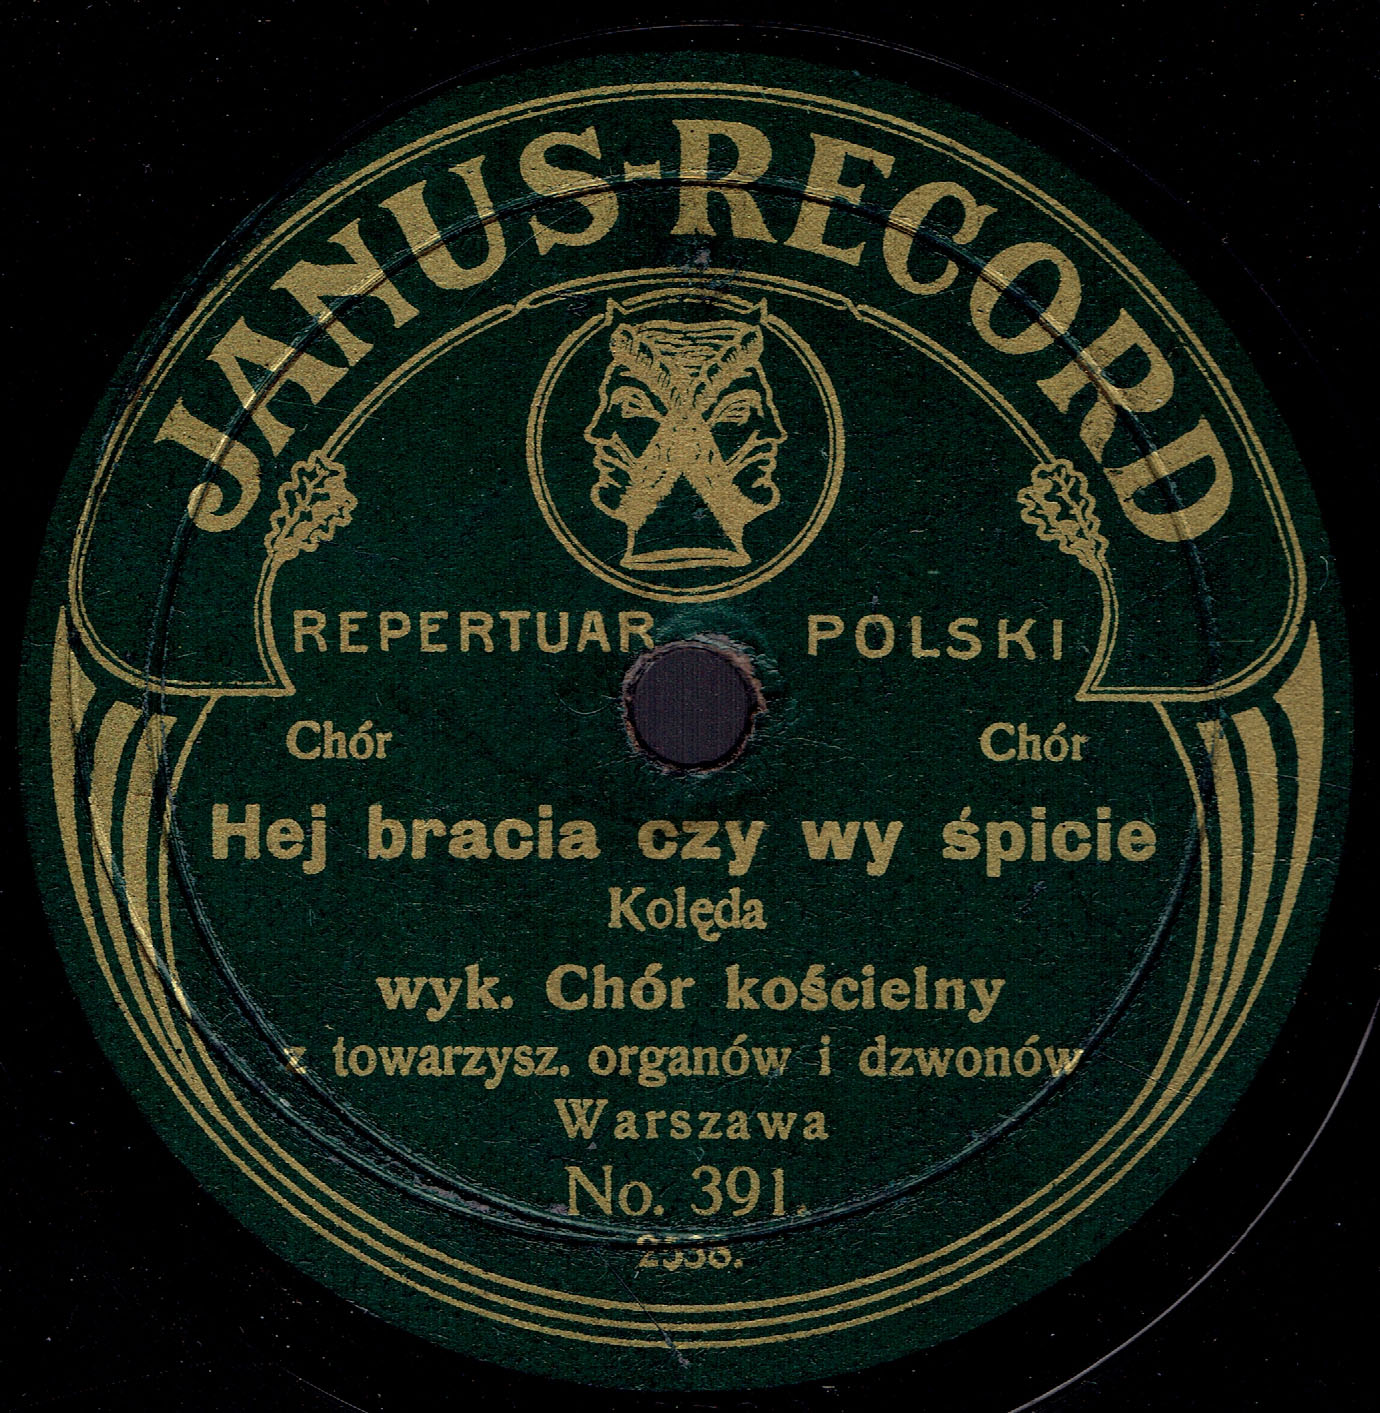 JANUS-RECORD
REPERTUAR POLSKI
Chór Chór
Hej bracia czy wy śpicie
Kolęda
wyk. Chór kościelny
z towarzysz. organów i dzwonów
Warszawa
No. 391.